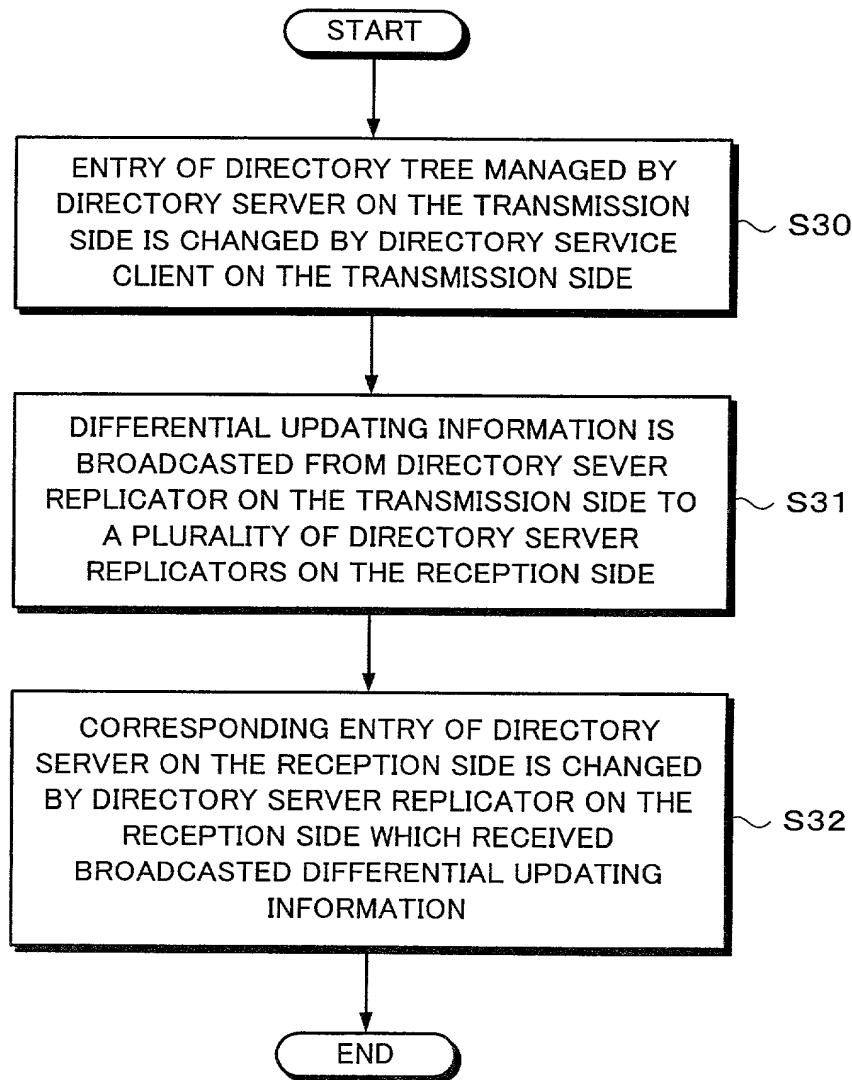 START
ENTRY OF DIRECTORY TREE MANAGED BY
DIRECTORY SERVER ON THE TRANSMISSION
SIDE IS CHANGED BY DIRECTORY SERVICE
CLIENT ON THE TRANSMISSION SIDE
S30
DIFFERENTIAL UPDATING INFORMATION IS
BROADCASTED FROM DIRECTORY SEVER
REPLICATOR ON THE TRANSMISSION SIDE TO
A PLURALITY OF DIRECTORY SERVER
REPLICATORS ON THE RECEPTION SIDE
S31
CORRESPONDING ENTRY OF DIRECTORY
SERVER ON THE RECEPTION SIDE IS CHANGED
BY DIRECTORY SERVER REPLICATOR ON THE
RECEPTION SIDE WHICH RECEIVED
BROADCASTED DIFFERENTIAL UPDATING
INFORMATION
S32
END